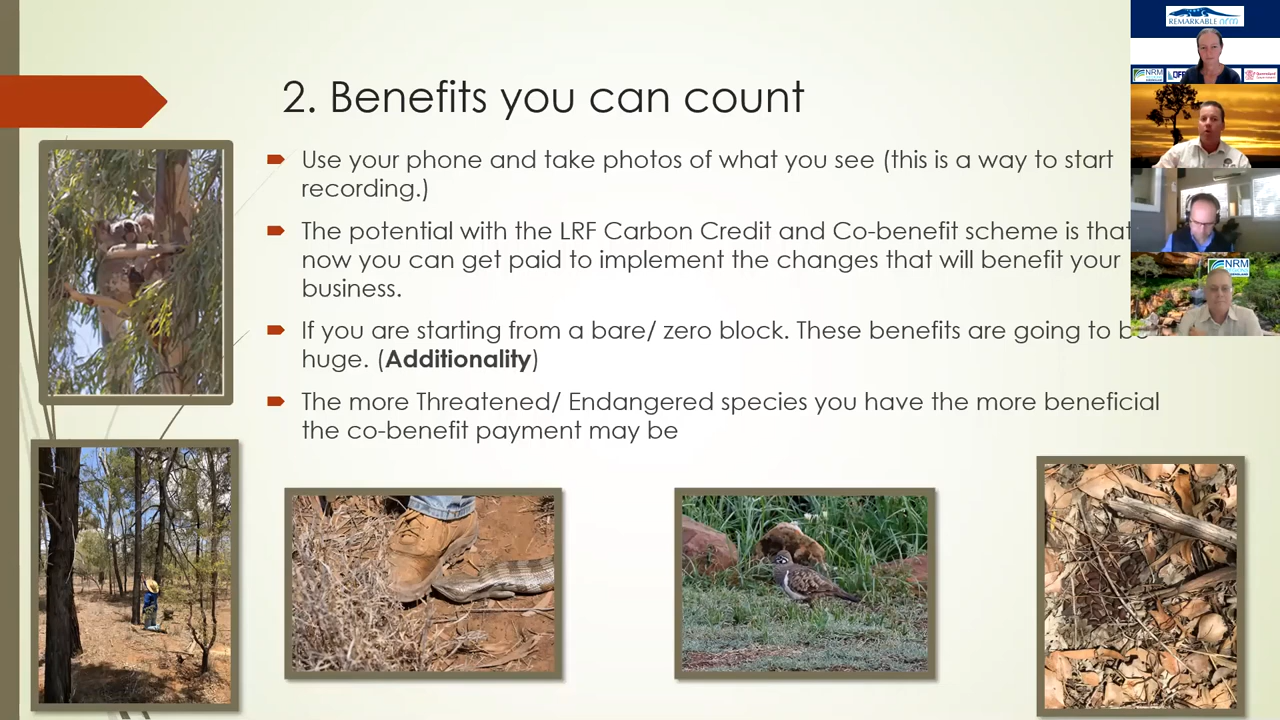 2. Benefits you can count
Use your phone and take photos of what you see (this is a way to start
recording.)
The potential with the LRF Carbon Credit and Co-benefit scheme is that
now you can get paid to implement the changes that will benefit your
business.
If you are starting from a bare/ zero block. These benefits are going to be
huge. (Additionality)
The more Threatened/ Endangered species you have the more beneficial
the co-benefit payment may be
REMARKABLE nrm
NRM
NRM